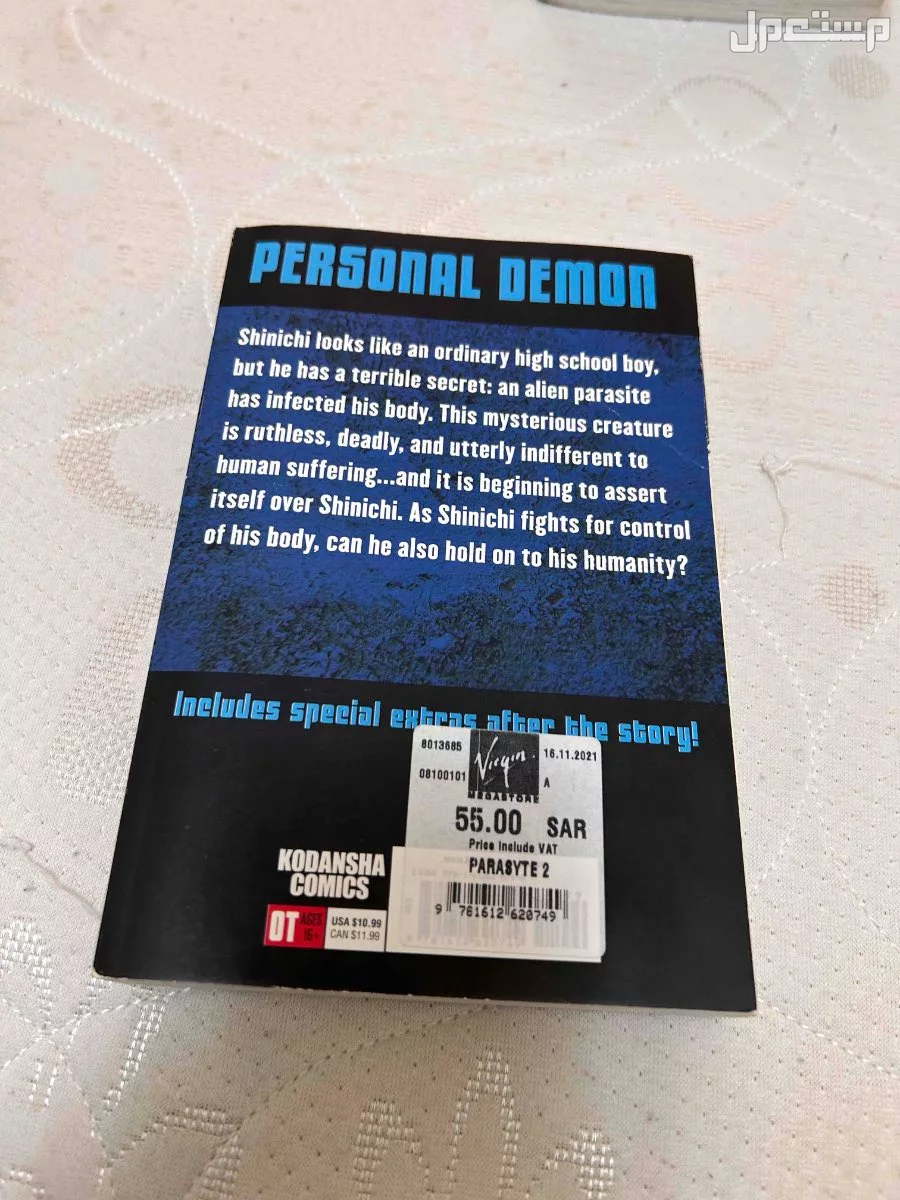 مستعمل
PERSONAL DEMON
Shinichi looks like an ordinary high school boy,
but he has a terrible secret: an alien parasite
has infected his body. This mysterious creature
is ruthless, deadly, and utterly indifferent to
human suffering...and it is beginning to assert
itself over Shinichi. As Shinichi fights for control
of his body, can he also hold on to his humanity?
Includes special extras after the story!
8013685
Virgin
MEGASTORE
16.11.2021
08100101
A
55.00 SAR
Price Include VAT
PARASYTE 2
9 781612 620749
KODANSHA
COMICS
OT AGES
16+
USA $10.99
CAN $11.99